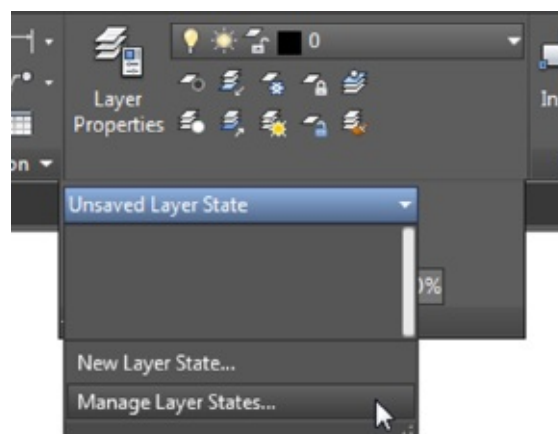 0
Layer
Properties
In
on
Unsaved Layer State
0%
New Layer State...
Manage Layer States...